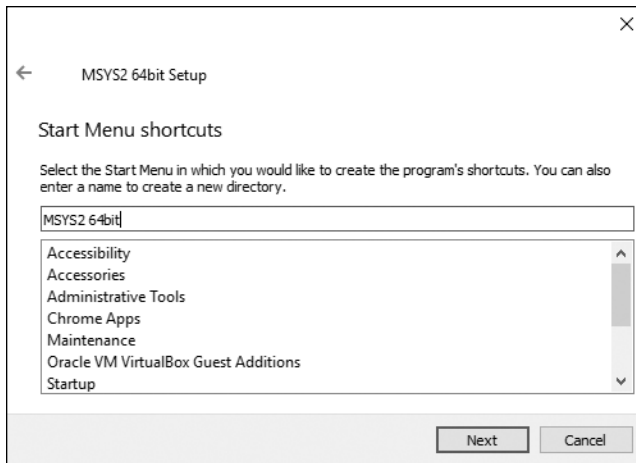 MSYS2 64bit Setup
Start Menu shortcuts
Select the Start Menu in which you would like to create the program's shortcuts. You can also
enter a name to create a new directory.
MSYS2 64bit
Accessibility
Accessories
Administrative Tools
Chrome Apps
Maintenance
Oracle VM VirtualBox Guest Additions
Startup
Next Cancel